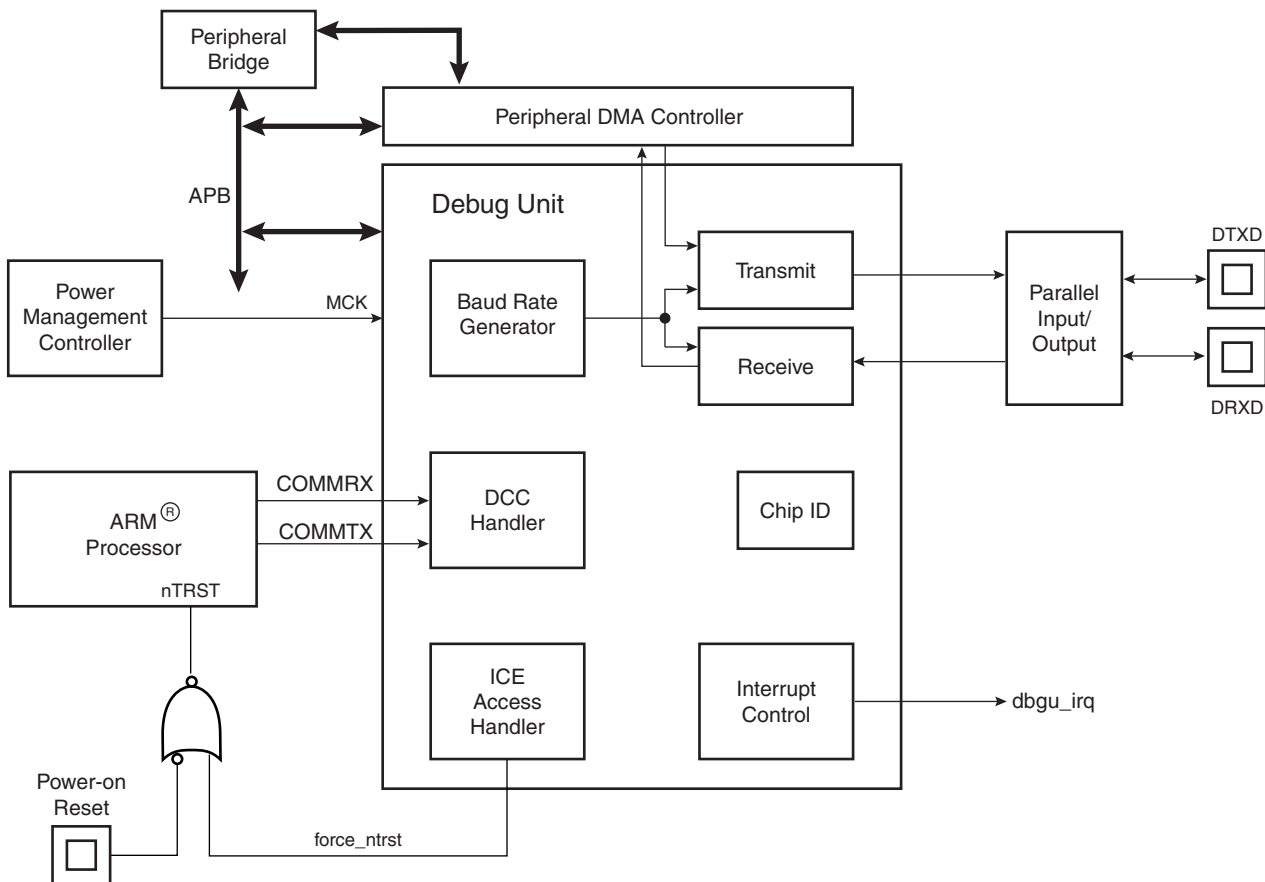 Peripheral
Bridge
Peripheral DMA Controller
APB
Debug Unit
Power
Management
Controller
MCK
Baud Rate
Generator
Transmit
Receive
Parallel
Input/
Output
DTXD
DRXD
ARM®
Processor
nTRST
COMMRX
COMMTX
DCC
Handler
Chip ID
ICE
Access
Handler
Interrupt
Control
dbgu_irq
Power-on
Reset
force_ntrst